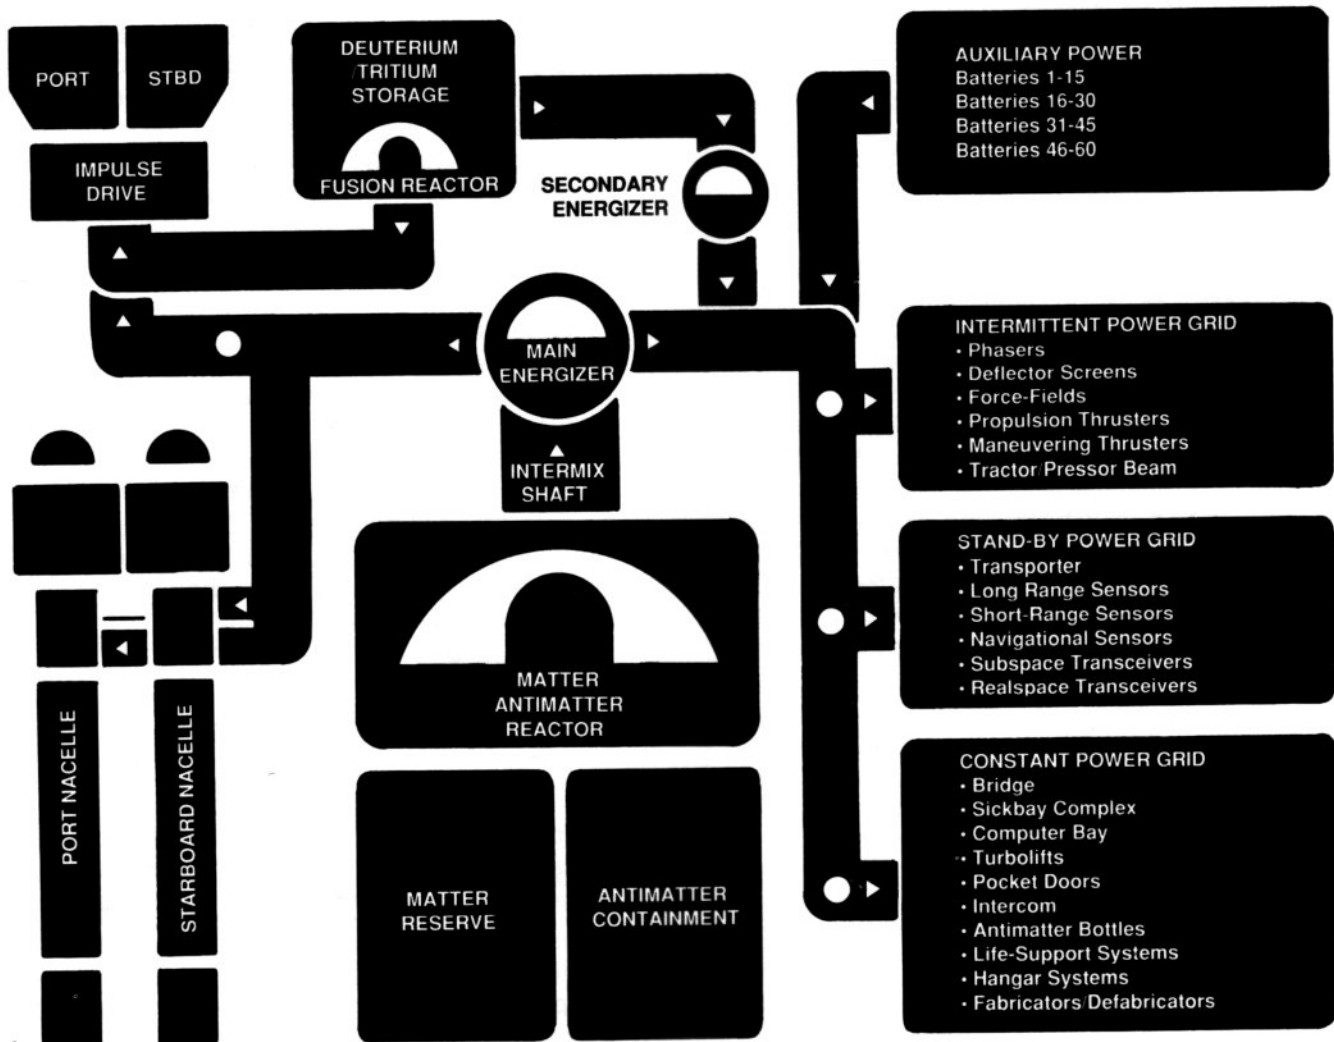 PORT
STBD
IMPULSE
DRIVE
DEUTERIUM
/TRITIUM
STORAGE
FUSION REACTOR
SECONDARY
ENERGIZER
AUXILIARY POWER
Batteries 1-15
Batteries 16-30
Batteries 31-45
Batteries 46-60
MAIN
ENERGIZER
INTERMIX
SHAFT
INTERMITTENT POWER GRID
• Phasers
• Deflector Screens
• Force-Fields
• Propulsion Thrusters
• Maneuvering Thrusters
• Tractor/Pressor Beam
STAND-BY POWER GRID
• Transporter
• Long Range Sensors
• Short-Range Sensors
• Navigational Sensors
• Subspace Transceivers
• Realspace Transceivers
MATTER
ANTIMATTER
REACTOR
PORT NACELLE
STARBOARD NACELLE
MATTER
RESERVE
ANTIMATTER
CONTAINMENT
CONSTANT POWER GRID
• Bridge
• Sickbay Complex
• Computer Bay
• Turbolifts
• Pocket Doors
• Intercom
• Antimatter Bottles
• Life-Support Systems
• Hangar Systems
• Fabricators/Defabricators